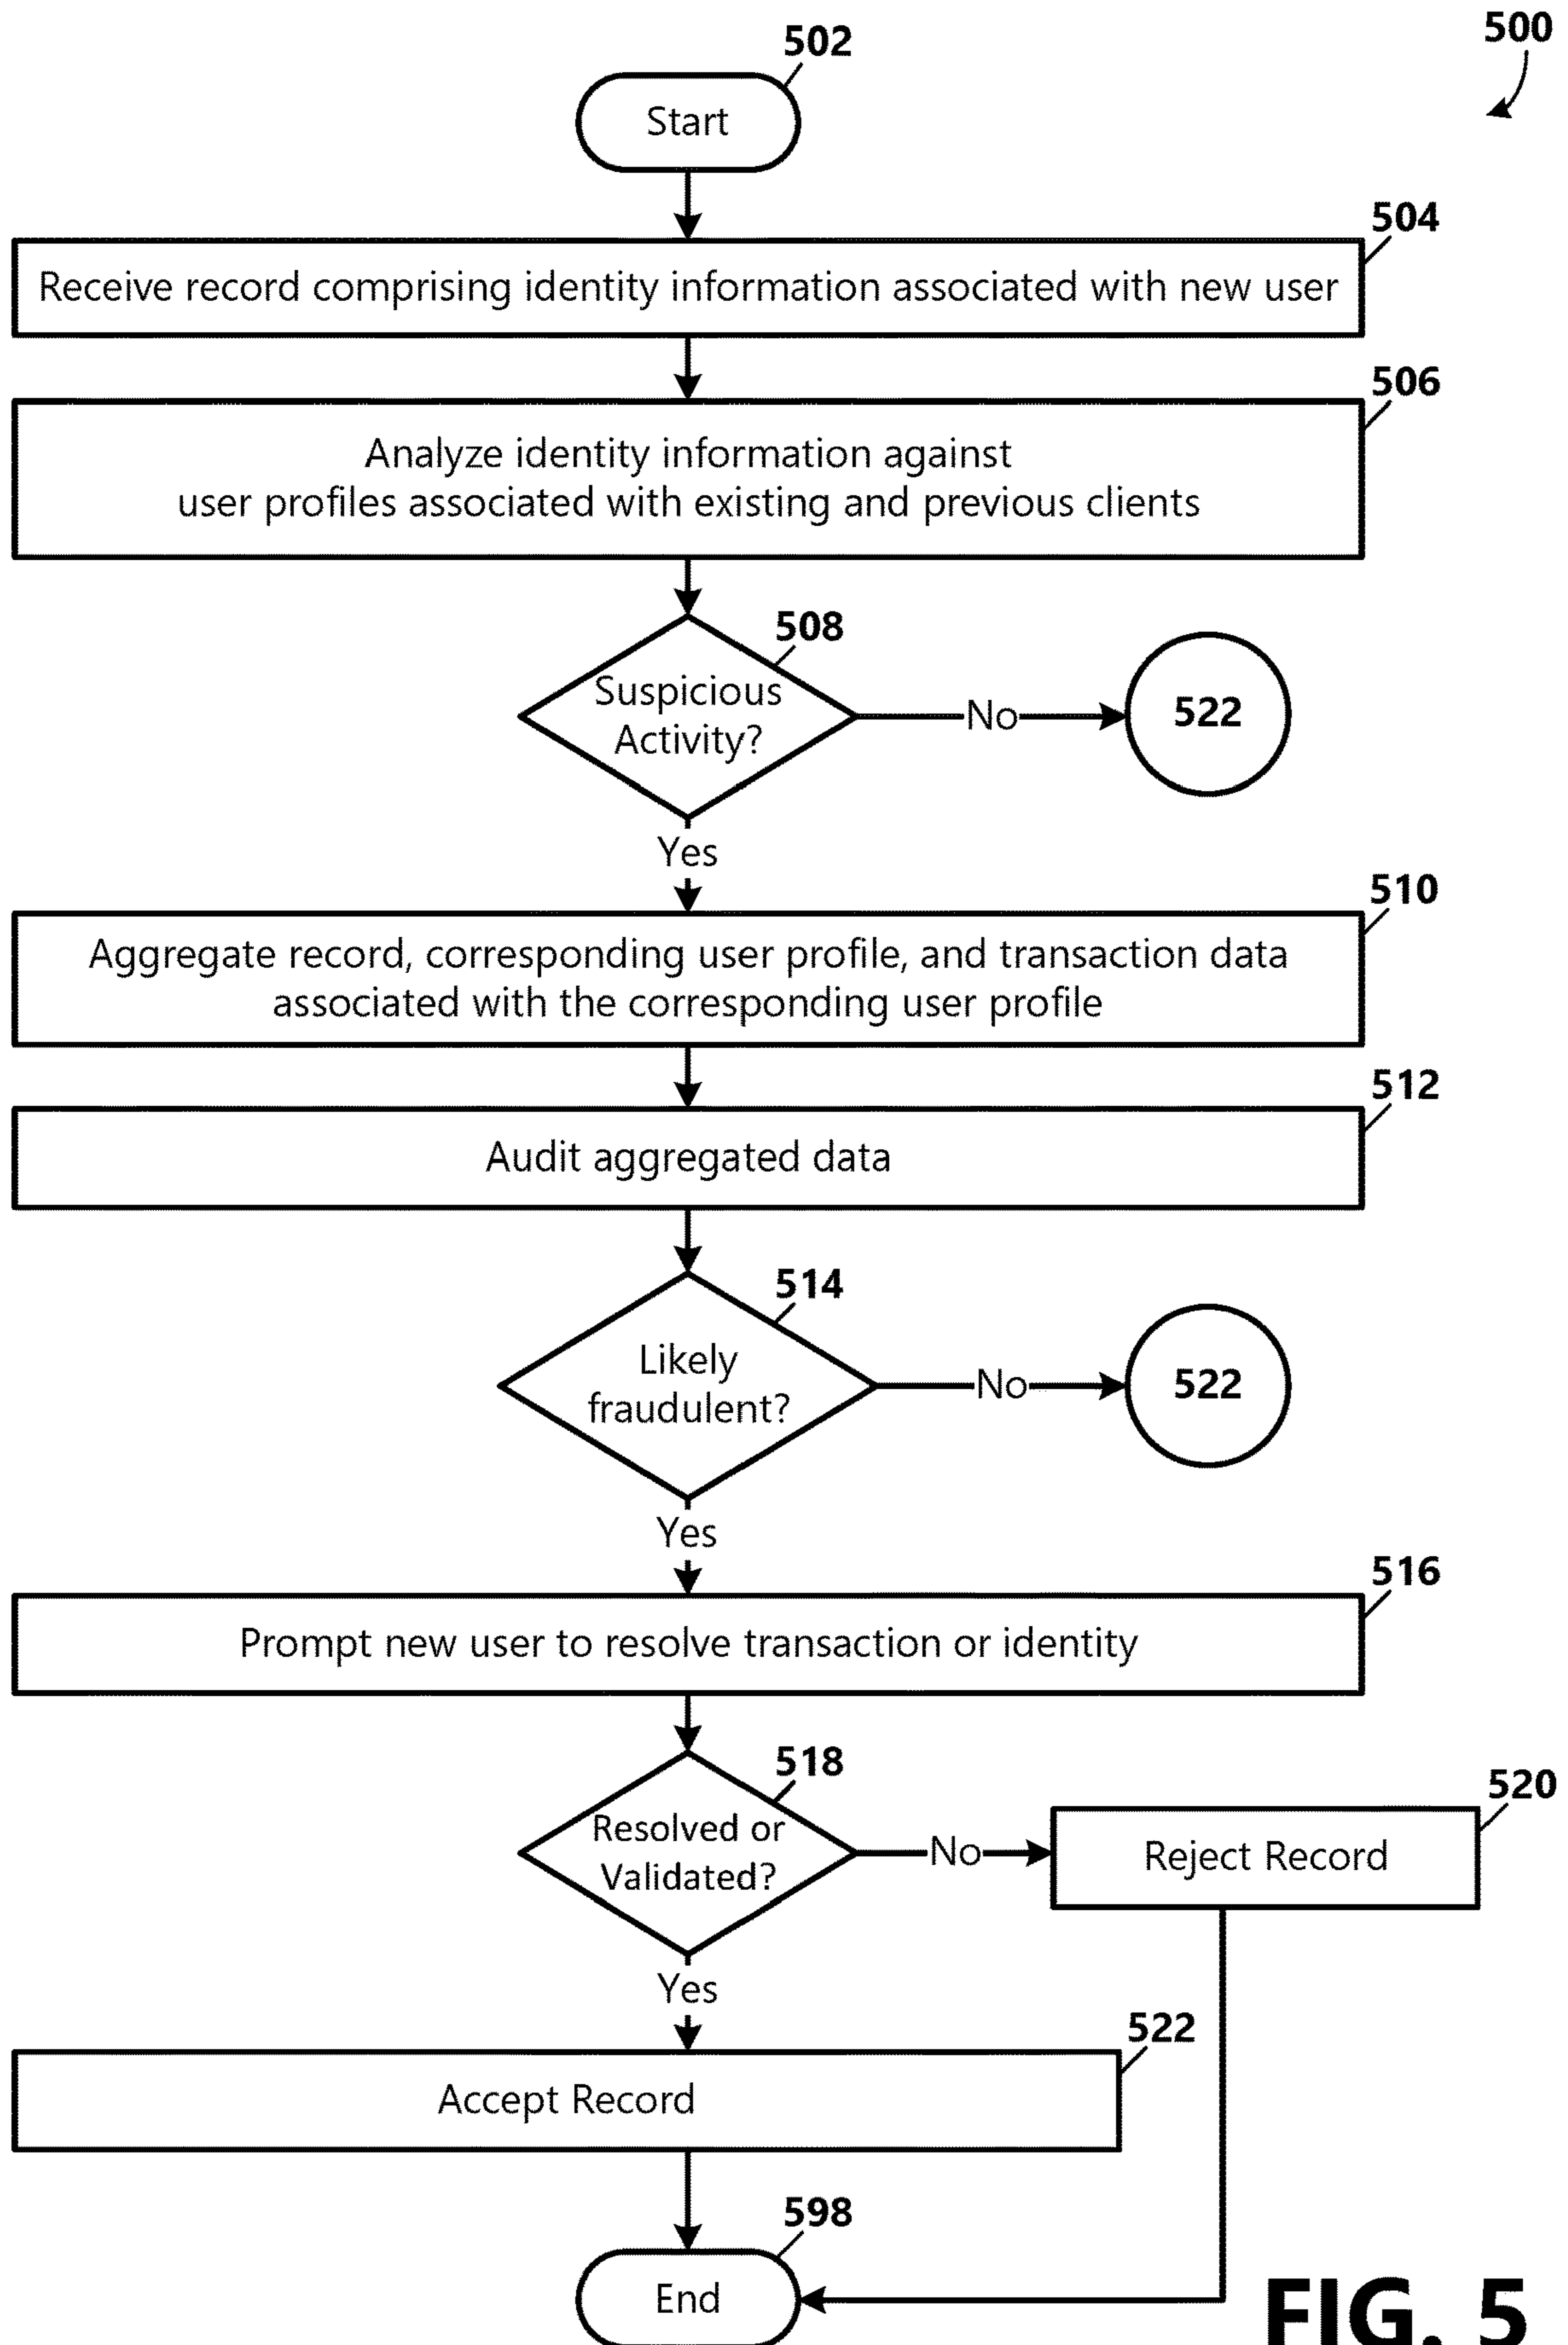 500
502
Start
504
Receive record comprising identity information associated with new user
506
Analyze identity information against
user profiles associated with existing and previous clients
508
Suspicious
Activity?
No
522
Yes
510
Aggregate record, corresponding user profile, and transaction data
associated with the corresponding user profile
512
Audit aggregated data
514
Likely
fraudulent?
No
522
Yes
516
Prompt new user to resolve transaction or identity
518
Resolved or
Validated?
No
520
Reject Record
Yes
522
Accept Record
598
End
FIG. 5